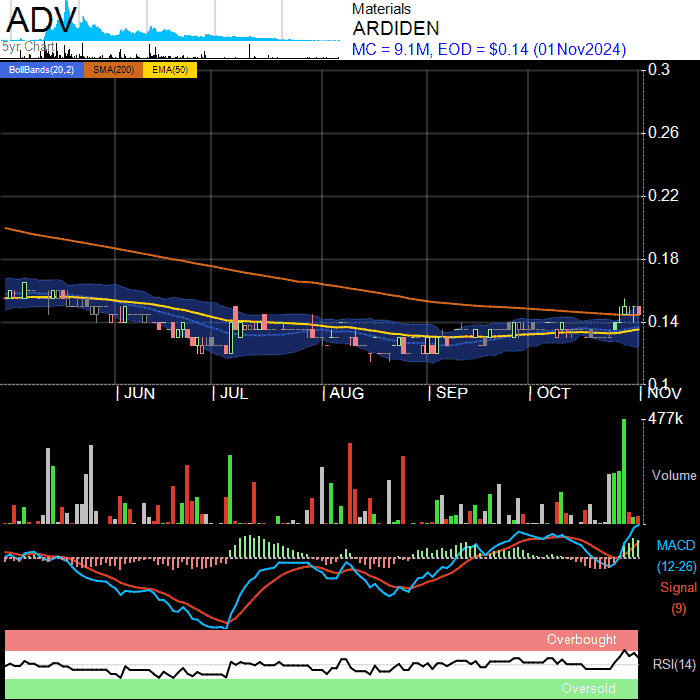 ADV
5yr Chart
Materials
ARDIDEN
MC = 9.1M, EOD = $0.14 (01Nov2024)
BollBands(20,2) SMA(200) EMA(50)
0.3
0.26
0.22
0.18
0.14
0.1
JUN JUL AUG SEP OCT NOV
477k
Volume
MACD
(12-26)
Signal
(9)
Overbought
RSI(14)
Oversold